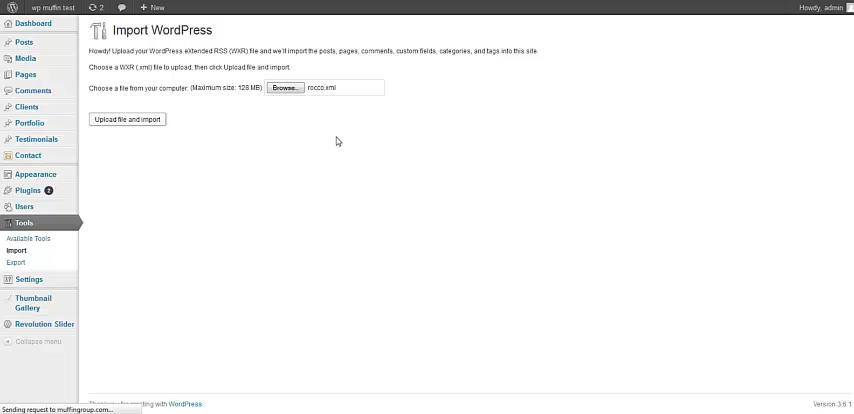 wp muffin test 2 + New Howdy, admin
Dashboard
Posts
Media
Pages
Comments
Clients
Portfolio
Testimonials
Contact
Appearance
Plugins 2
Users
Tools
Available Tools
Import
Export
Settings
Thumbnail
Gallery
Revolution Slider
Collapse menu
Import WordPress
Howdy! Upload your WordPress eXtended RSS (WXR) file and we'll import the posts, pages, comments, custom fields, categories, and tags into this site.
Choose a WXR (.xml) file to upload, then click Upload file and import.
Choose a file from your computer: (Maximum size: 128 MB) Browse... rocco.xml
Upload file and import
creating with WordPress. Version 3.6.1
Sending request to muffingroup.com...